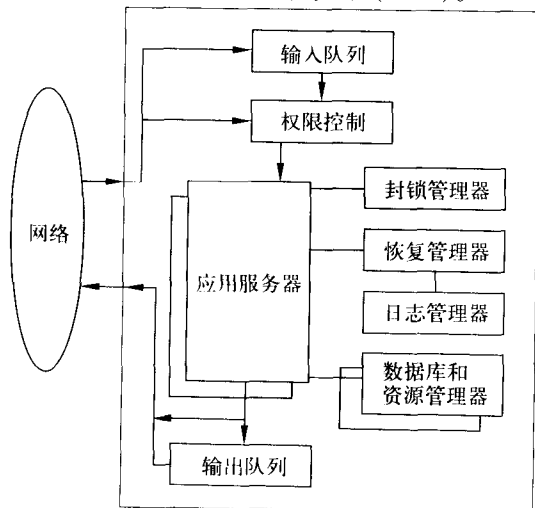 输入队列
权限控制
网络
应用服务器
封锁管理器
恢复管理器
日志管理器
数据库和
资源管理器
输出队列